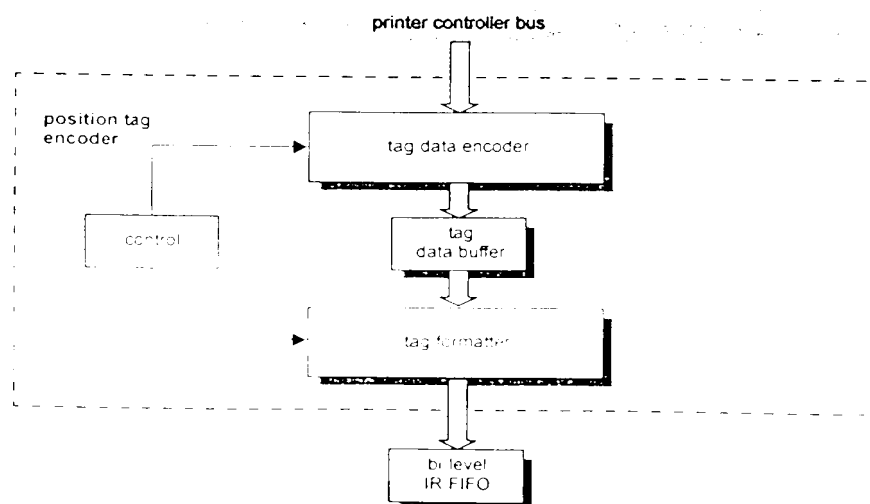 printer controller bus
position tag
encoder
tag data encoder
control
tag
data buffer
tag formatter
bi level
IR FIFO